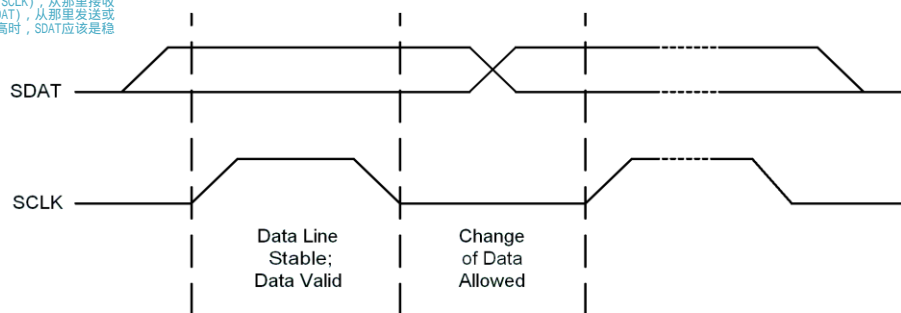 SCLK)，从那里接收
DAT)，从那里发送或
高时，SDAT应该是稳
SDAT
SCLK
Data Line
Stable;
Data Valid
Change
of Data
Allowed